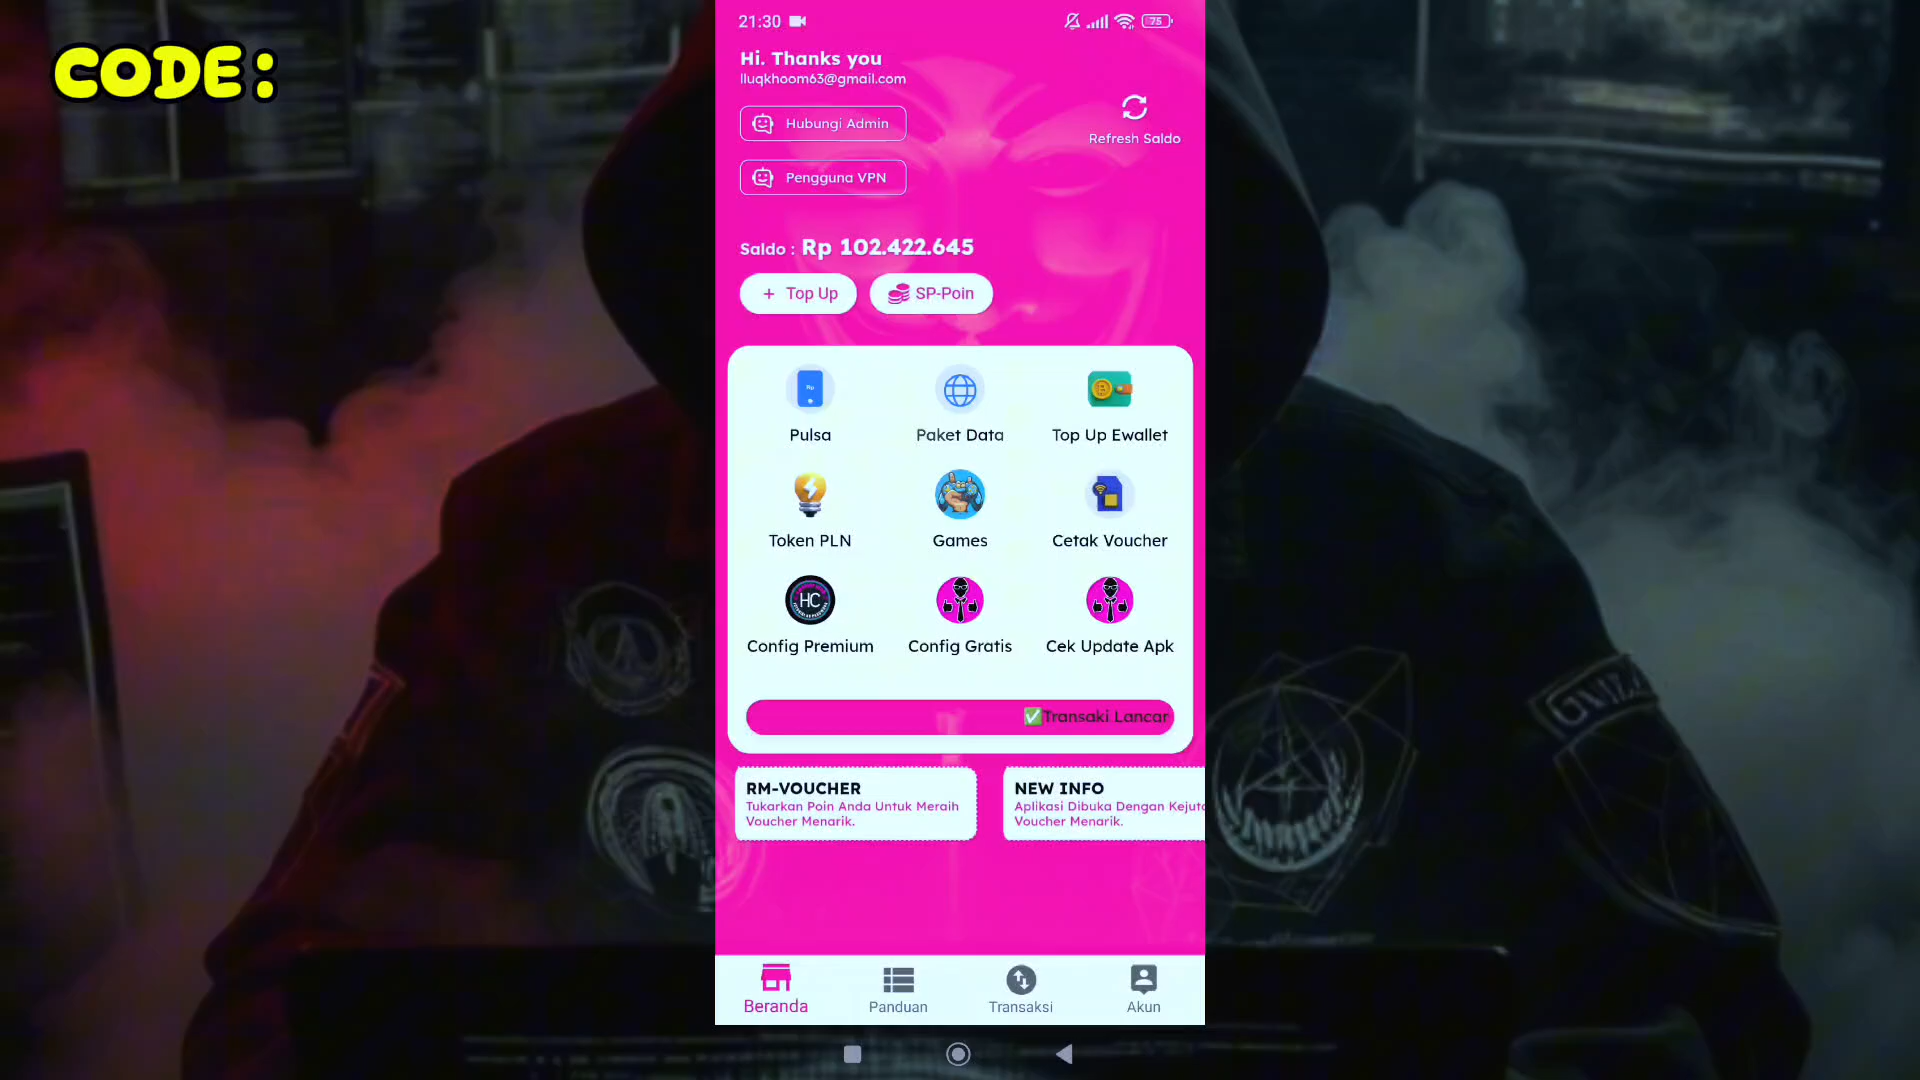 CODE:
21:30
75
Hi. Thanks you
lluqkhoom63@gmail.com
Hubungi Admin
Refresh Saldo
Pengguna VPN
Saldo : Rp 102.422.645
+ Top Up
SP-Poin
Rp
Pulsa
Paket Data
Top Up Ewallet
Token PLN
Games
Cetak Voucher
HC
Config Premium
Config Gratis
Cek Update Apk
✅Transaki Lancar
RM-VOUCHER
Tukarkan Poin Anda Untuk Meraih
Voucher Menarik.
NEW INFO
Aplikasi Dibuka Dengan Kejut
Voucher Menarik.
Beranda
Panduan
Transaksi
Akun